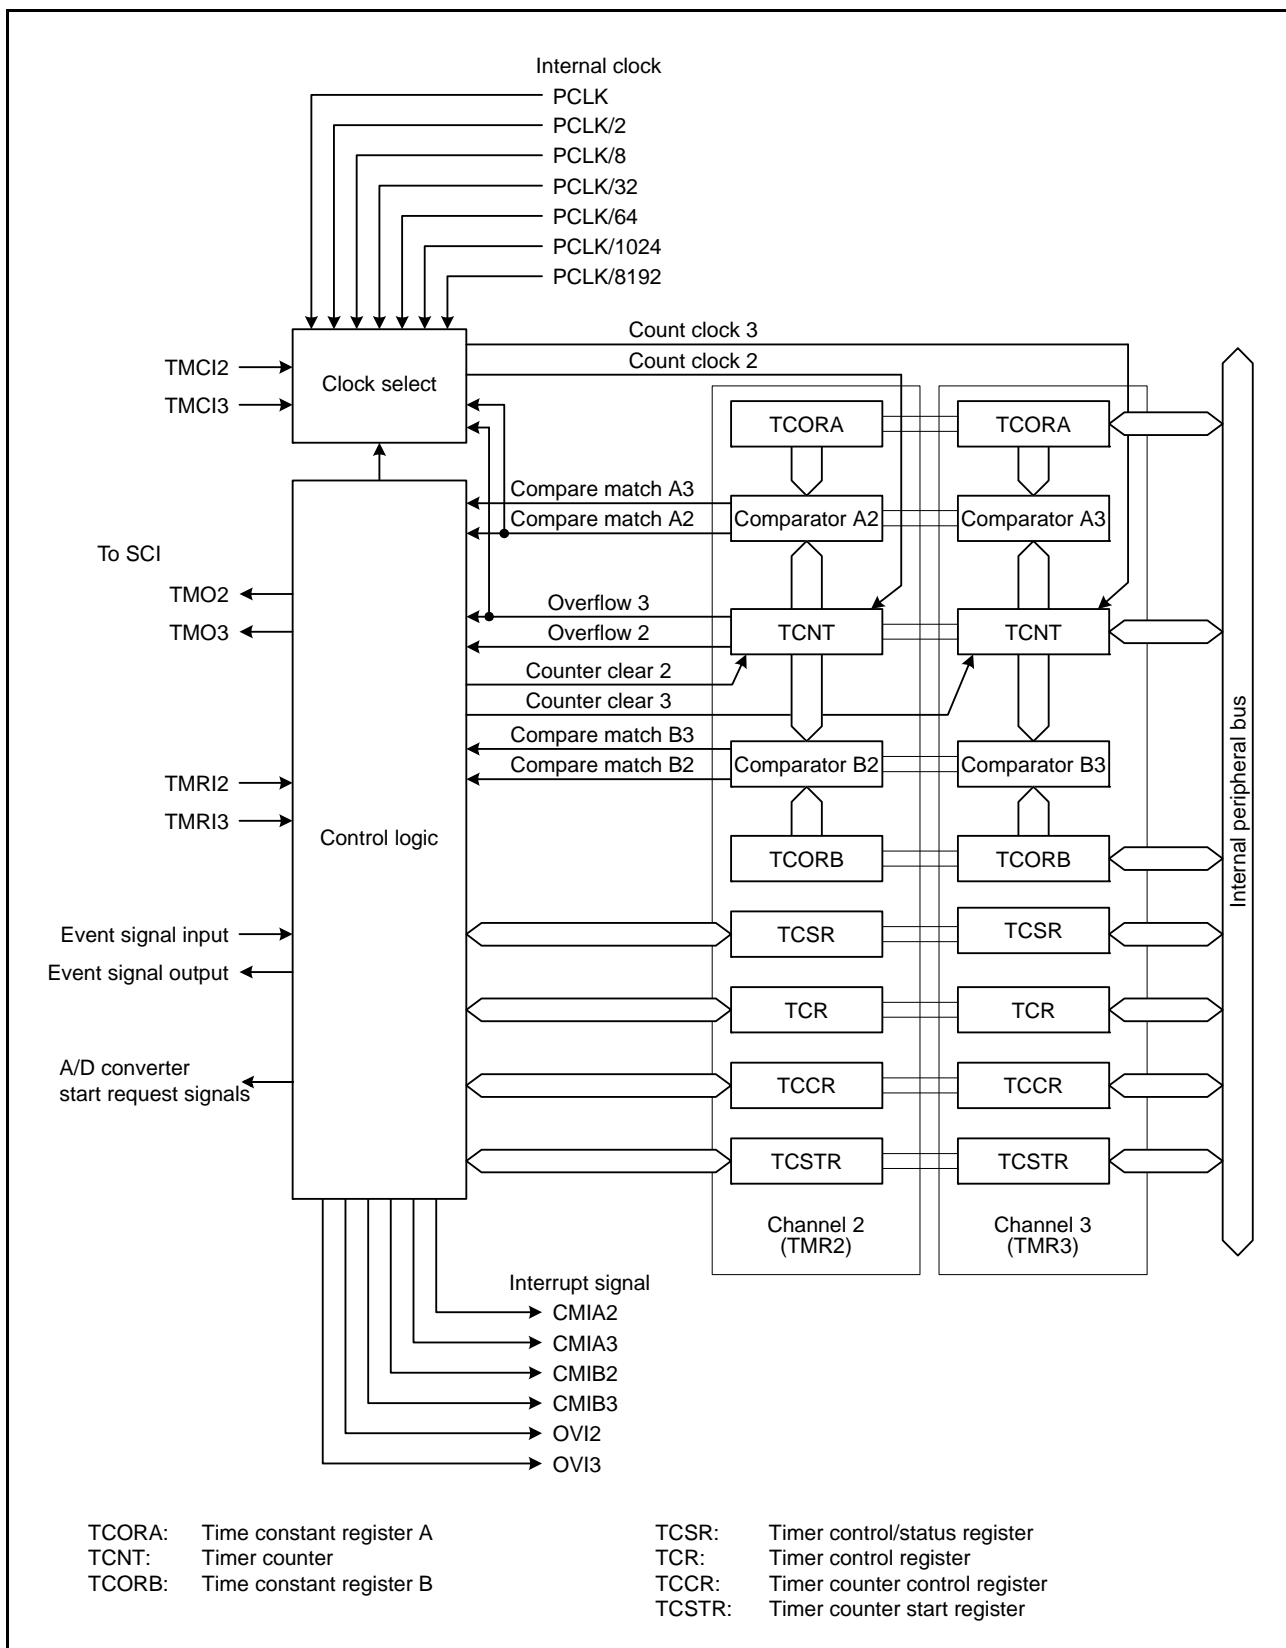 Internal clock
PCLK
PCLK/2
PCLK/8
PCLK/32
PCLK/64
PCLK/1024
PCLK/8192
Count clock 3
Count clock 2
TMCI2
TMCI3
Clock select
TCORA
TCORA
Compare match A3
Compare match A2
Comparator A2
Comparator A3
To SCI
TMO2
TMO3
Overflow 3
Overflow 2
TCNT
TCNT
Counter clear 2
Counter clear 3
Compare match B3
Compare match B2
Comparator B2
Comparator B3
TMRI2
TMRI3
Control logic
TCORB
TCORB
Internal peripheral bus
Event signal input
Event signal output
TCSR
TCSR
TCR
TCR
A/D converter
start request signals
TCCR
TCCR
TCSTR
TCSTR
Channel 2
(TMR2)
Channel 3
(TMR3)
Interrupt signal
CMIA2
CMIA3
CMIB2
CMIB3
OVI2
OVI3
TCORA: Time constant register A
TCNT: Timer counter
TCORB: Time constant register B
TCSR: Timer control/status register
TCR: Timer control register
TCCR: Timer counter control register
TCSTR: Timer counter start register